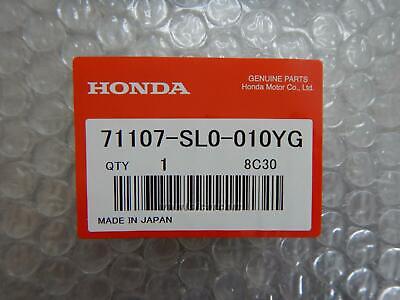 HONDA
GENUINE PARTS
Honda Motor Co., Ltd.
71107-SL0-010YG
QTY 1 8C30
MADE IN JAPAN